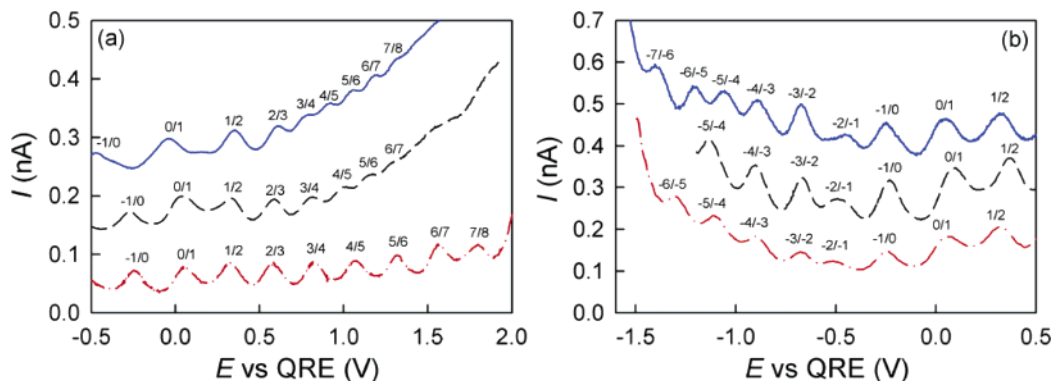 (a)
0.5
0.4
0.3
0.2
0.1
0.0
I (nA)
-1/0 0/1 1/2 2/3 3/4 4/5 5/6 6/7 7/8
-1/0 0/1 1/2 2/3 3/4 4/5 5/6 6/7
-1/0 0/1 1/2 2/3 3/4 4/5 5/6 6/7 7/8
-0.5 0.0 0.5 1.0 1.5 2.0
E vs QRE (V)
(b)
0.7
0.6
0.5
0.4
0.3
0.2
0.1
0.0
I (nA)
-7/-6 -6/-5 -5/-4 -4/-3 -3/-2 -2/-1 -1/0 0/1 1/2
-5/-4 -4/-3 -3/-2 -2/-1 -1/0 0/1 1/2
-6/-5 -5/-4 -4/-3 -3/-2 -2/-1 -1/0 0/1 1/2
-1.5 -1.0 -0.5 0.0 0.5
E vs QRE (V)